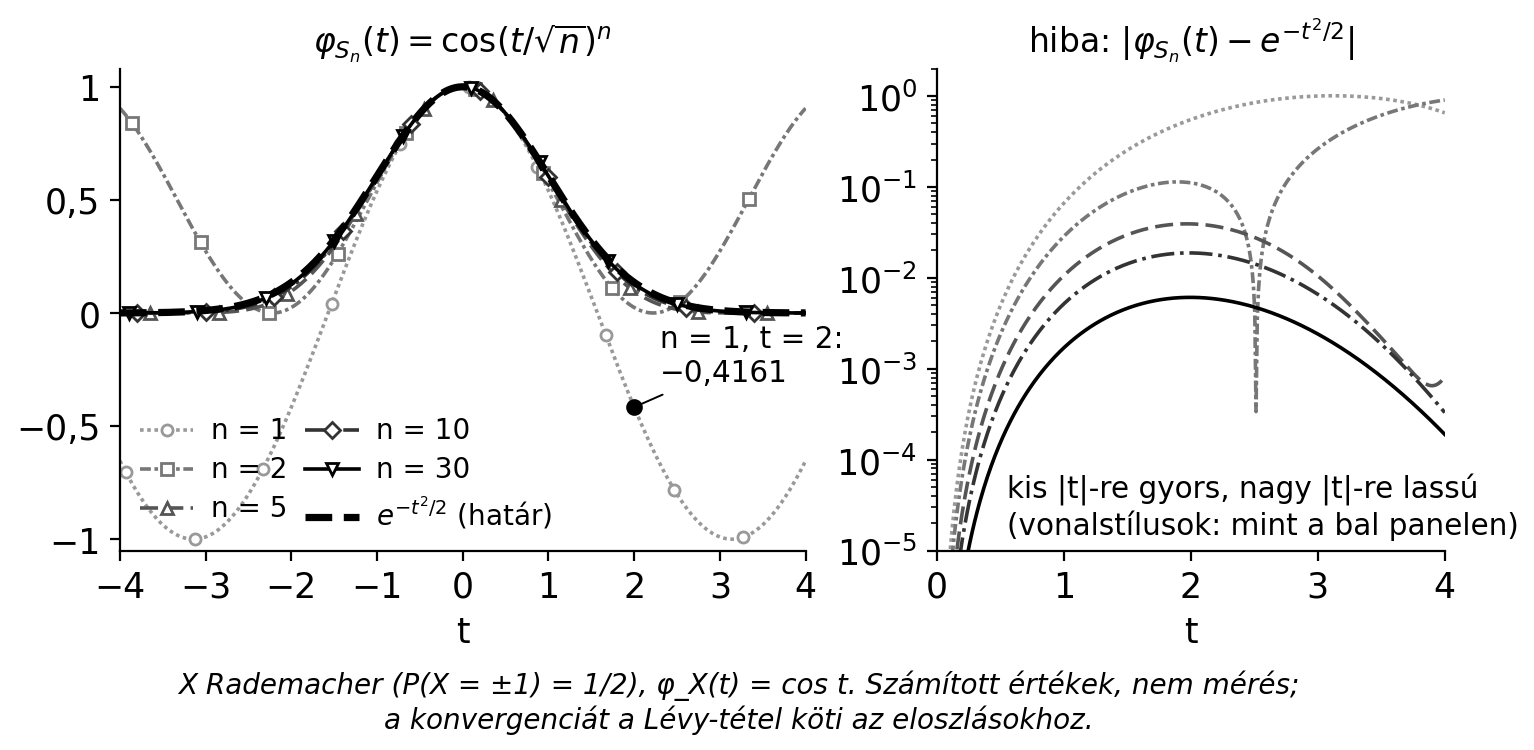 φ_{S_n}(t) = cos(t/√n)^n
1
0,5
0
−0,5
−1
−4 −3 −2 −1 0 1 2 3 4
t
n = 1, t = 2:
−0,4161
n = 1
n = 2
n = 5
n = 10
n = 30
e^{−t²/2} (határ)
hiba: |φ_{S_n}(t) − e^{−t²/2}|
10⁰
10⁻¹
10⁻²
10⁻³
10⁻⁴
10⁻⁵
0 1 2 3 4
t
kis |t|-re gyors, nagy |t|-re lassú
(vonalstílusok: mint a bal panelen)
X Rademacher (P(X = ±1) = 1/2), φ_X(t) = cos t. Számított értékek, nem mérés;
a konvergenciát a Lévy-tétel köti az eloszlásokhoz.